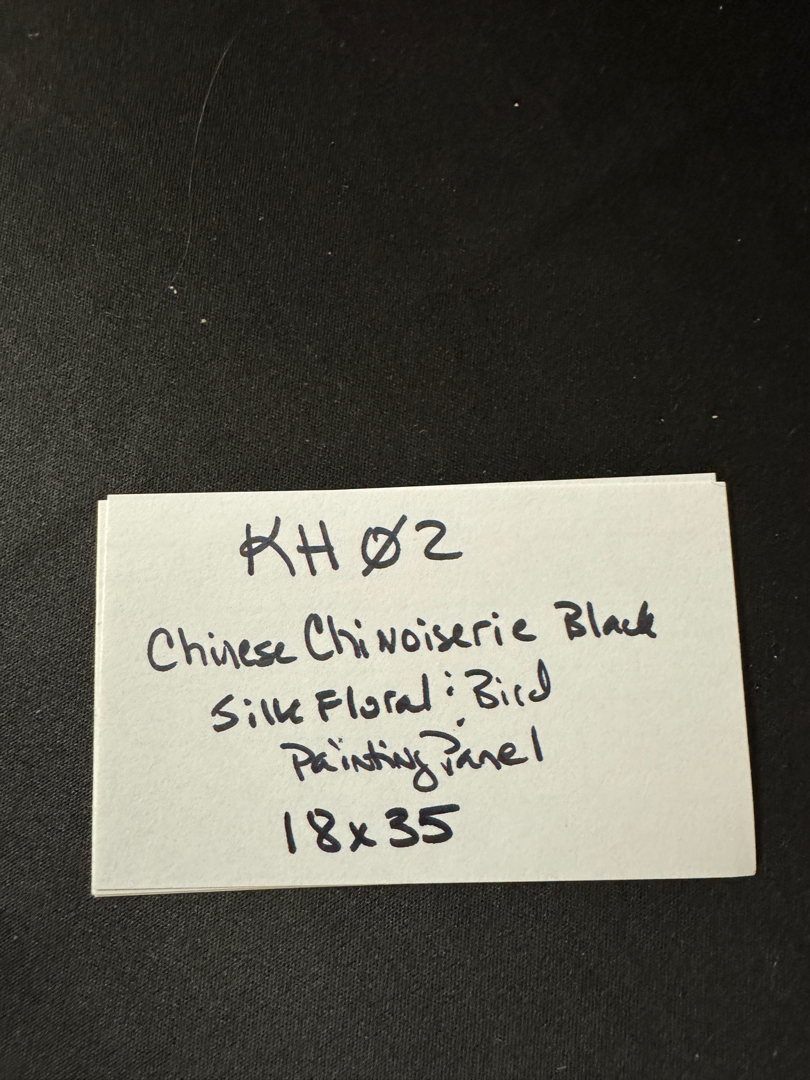 KH Ø2
Chinese Chinoiserie Black
Silk Floral : Bird
Painting Panel
18x35